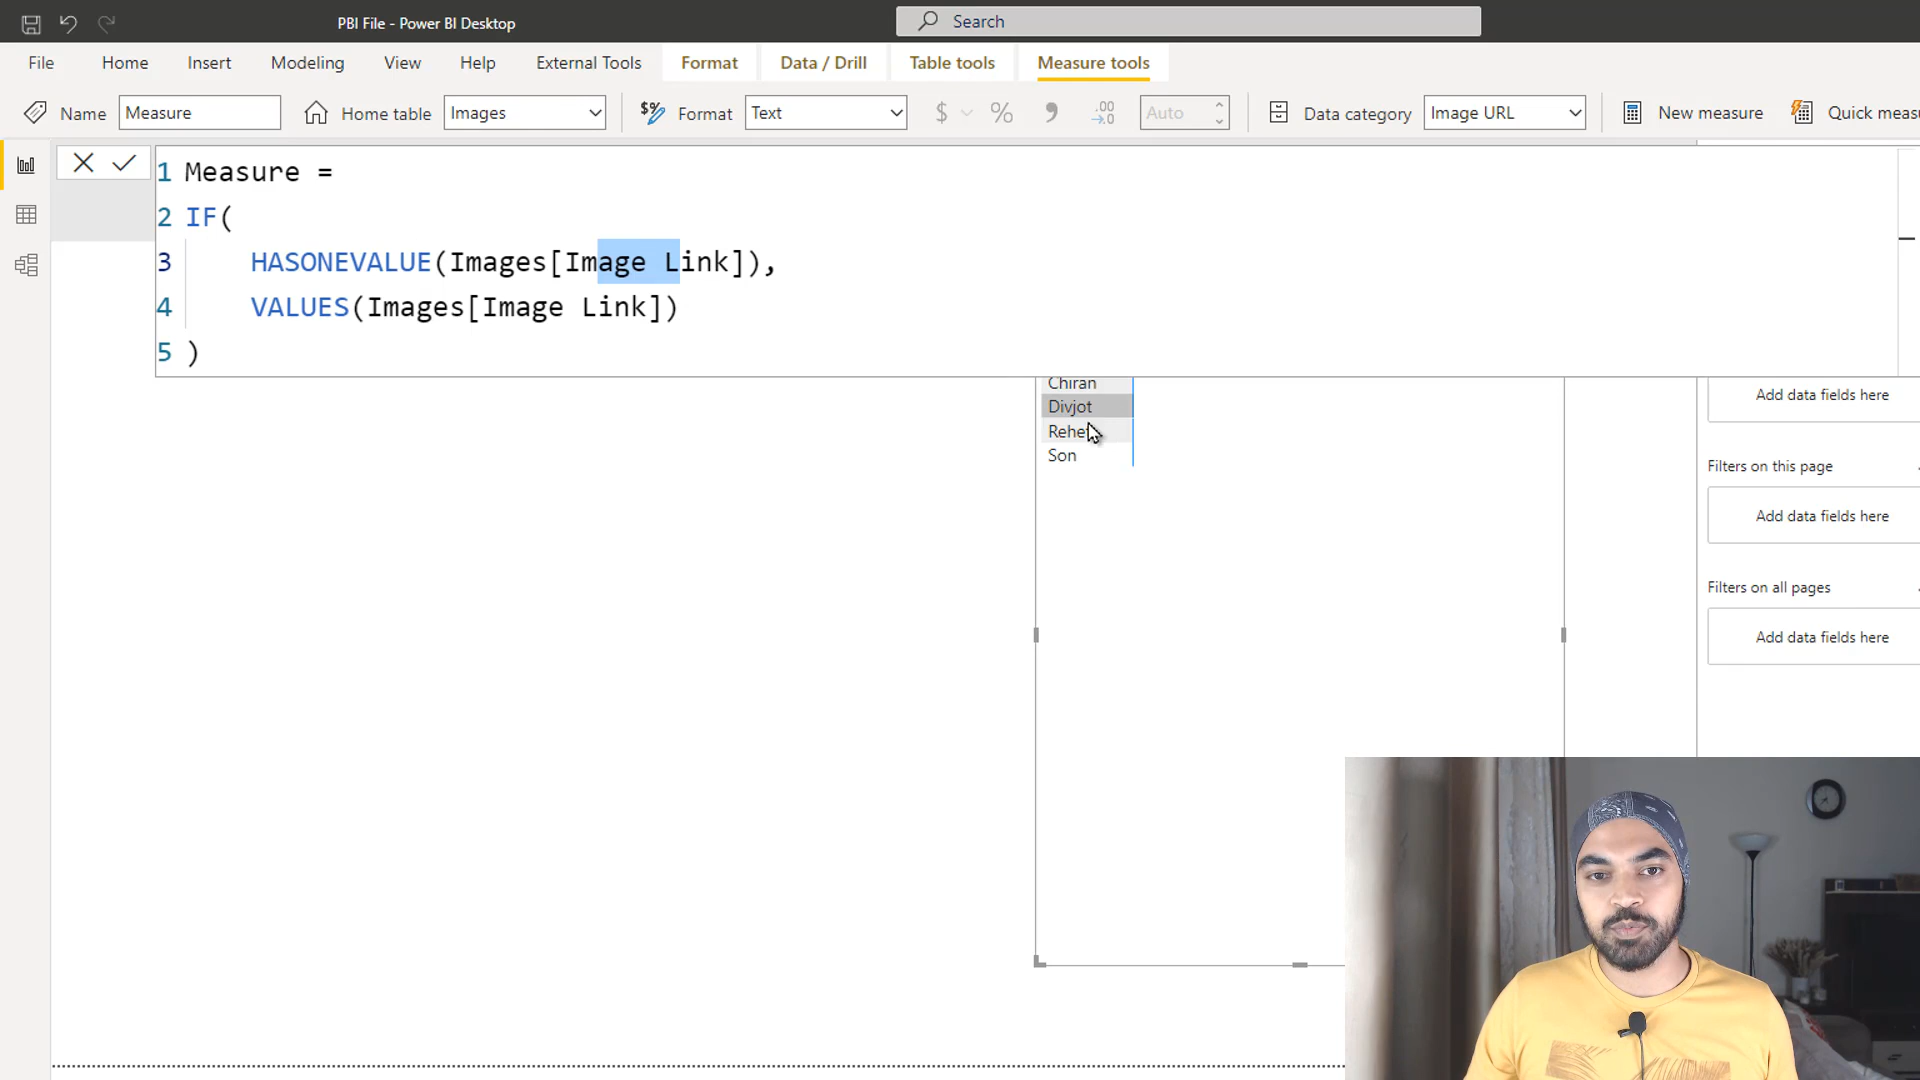 PBI File - Power BI Desktop
Search
File Home Insert Modeling View Help External Tools Format Data / Drill Table tools Measure tools
Name Measure Home table Images Format Text $ % Auto Data category Image URL New measure Quick meas
1 Measure =
2 IF(
3 HASONEVALUE(Images[Image Link]),
4 VALUES(Images[Image Link])
5 )
Chiran
Divjot
Son
Add data fields here
Filters on this page
Add data fields here
Filters on all pages
Add data fields here